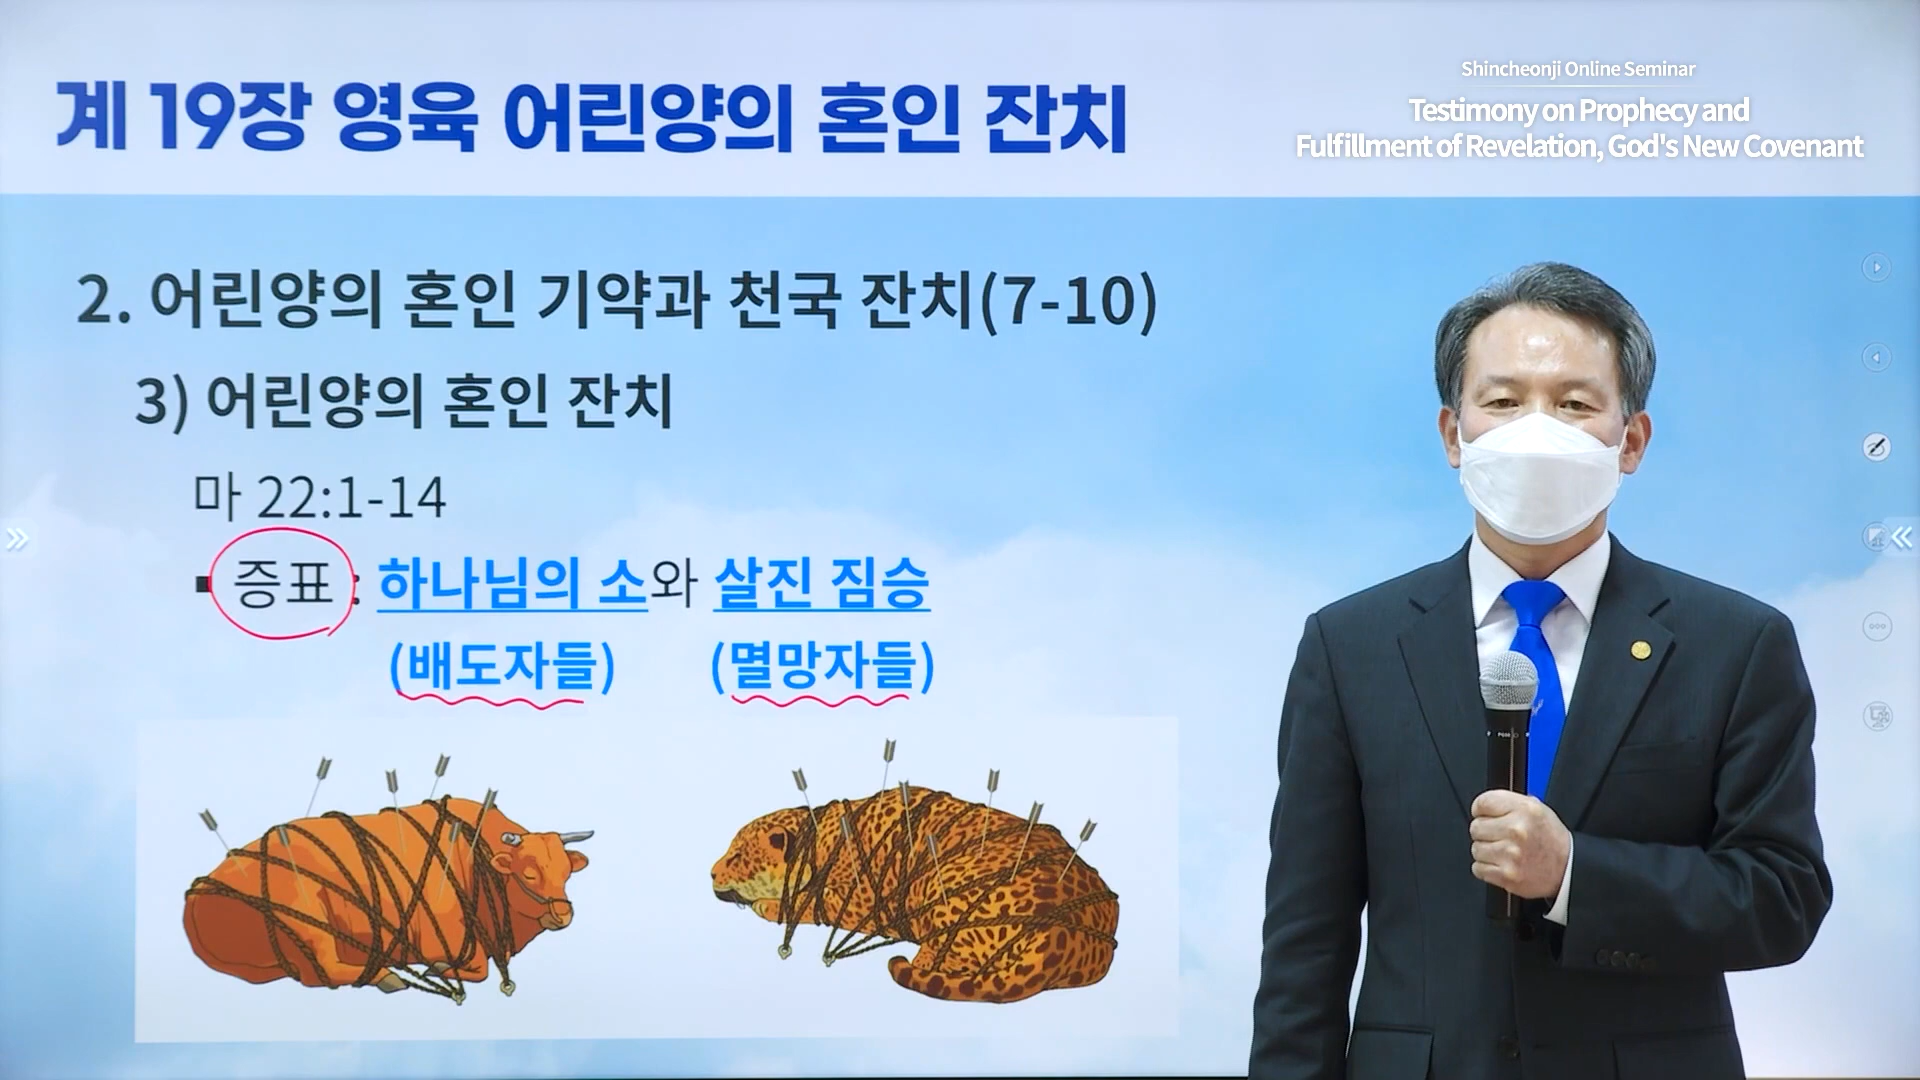 계 19장 영육 어린양의 혼인 잔치
Shincheonji Online Seminar
Testimony on Prophecy and
Fulfillment of Revelation, God's New Covenant
2. 어린양의 혼인 기약과 천국 잔치(7-10)
3) 어린양의 혼인 잔치
마 22:1-14
▪ 증표 : 하나님의 소와 살진 짐승
(배도자들) (멸망자들)